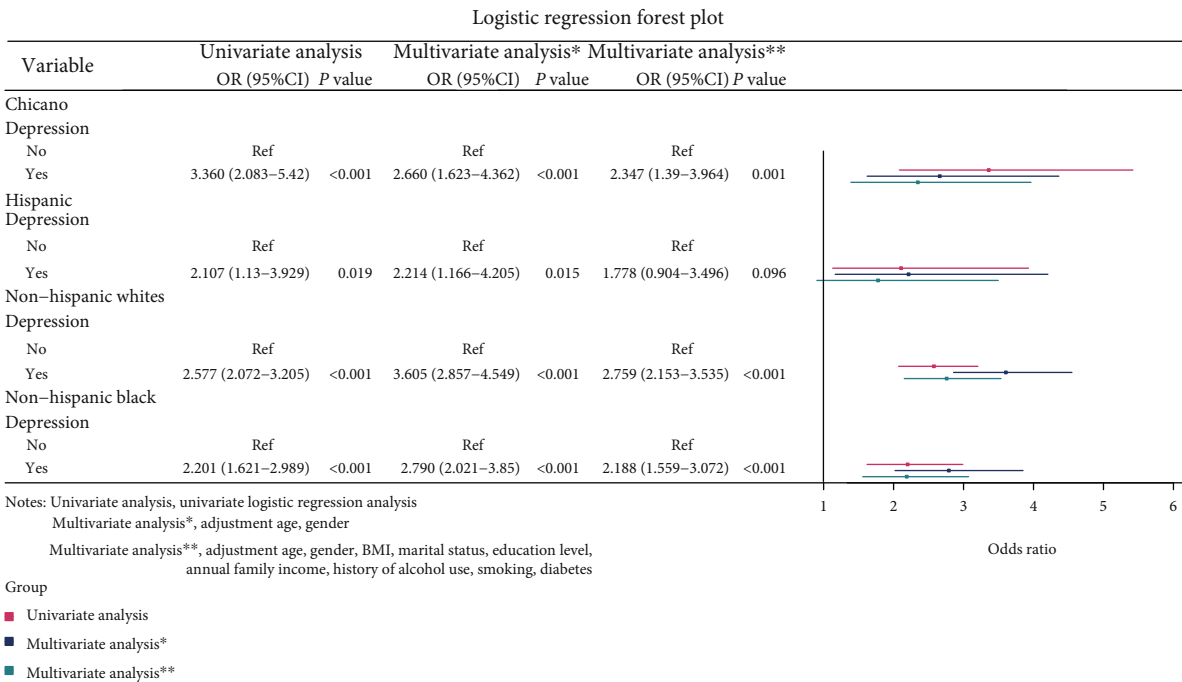 Logistic regression forest plot
Variable Univariate analysis Multivariate analysis* Multivariate analysis**
OR (95%CI) P value OR (95%CI) P value OR (95%CI) P value
Chicano
Depression
No Ref Ref Ref
Yes 3.360 (2.083−5.42) <0.001 2.660 (1.623−4.362) <0.001 2.347 (1.39−3.964) 0.001
Hispanic
Depression
No Ref Ref Ref
Yes 2.107 (1.13−3.929) 0.019 2.214 (1.166−4.205) 0.015 1.778 (0.904−3.496) 0.096
Non−hispanic whites
Depression
No Ref Ref Ref
Yes 2.577 (2.072−3.205) <0.001 3.605 (2.857−4.549) <0.001 2.759 (2.153−3.535) <0.001
Non−hispanic black
Depression
No Ref Ref Ref
Yes 2.201 (1.621−2.989) <0.001 2.790 (2.021−3.85) <0.001 2.188 (1.559−3.072) <0.001
1 2 3 4 5 6
Odds ratio
Notes: Univariate analysis, univariate logistic regression analysis
Multivariate analysis*, adjustment age, gender
Multivariate analysis**, adjustment age, gender, BMI, marital status, education level,
annual family income, history of alcohol use, smoking, diabetes
Group
Univariate analysis
Multivariate analysis*
Multivariate analysis**